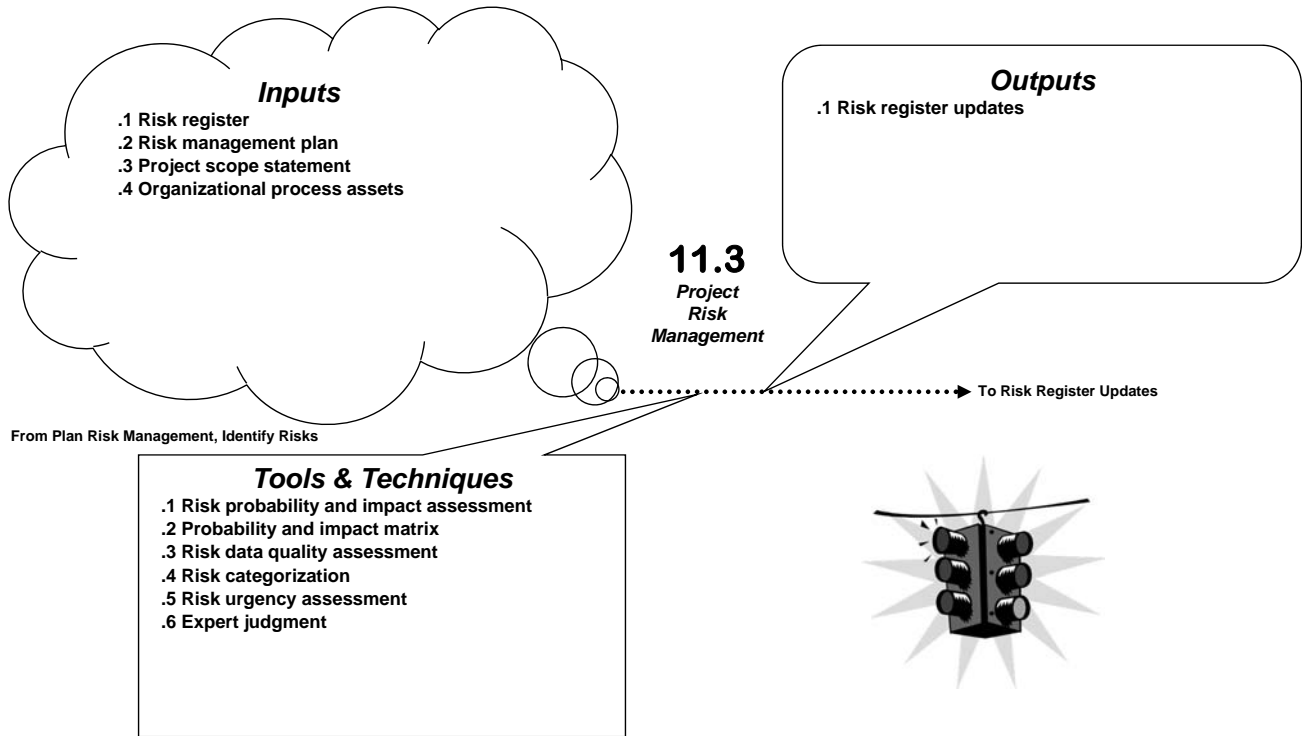 Inputs
.1 Risk register
.2 Risk management plan
.3 Project scope statement
.4 Organizational process assets
Outputs
.1 Risk register updates
11.3
Project
Risk
Management
To Risk Register Updates
From Plan Risk Management, Identify Risks
Tools & Techniques
.1 Risk probability and impact assessment
.2 Probability and impact matrix
.3 Risk data quality assessment
.4 Risk categorization
.5 Risk urgency assessment
.6 Expert judgment